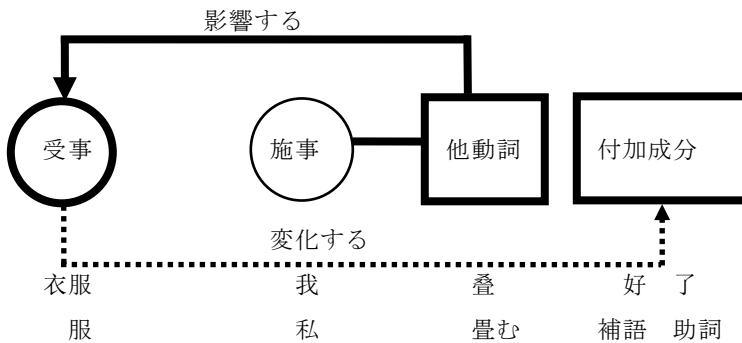 影響する
受事 施事 他動詞 付加成分
変化する
衣服 我 叠 好 了
服 私 畳む 補語 助詞